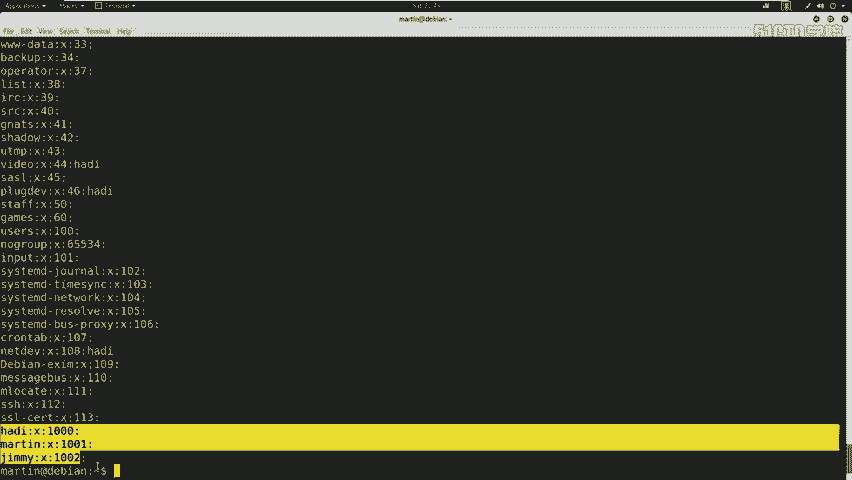 Applications
martin@debian: ~
File Edit View Search Terminal Help
www-data:x:33:
backup:x:34:
operator:x:37:
list:x:38:
irc:x:39:
src:x:40:
gnats:x:41:
shadow:x:42:
utmp:x:43:
video:x:44:hadi
sasl:x:45:
plugdev:x:46:hadi
staff:x:50:
games:x:60:
users:x:100:
nogroup:x:65534:
input:x:101:
systemd-journal:x:102:
systemd-timesync:x:103:
systemd-network:x:104:
systemd-resolve:x:105:
systemd-bus-proxy:x:106:
crontab:x:107:
netdev:x:108:hadi
Debian-exim:x:109:
messagebus:x:110:
mlocate:x:111:
ssh:x:112:
ssl-cert:x:113:
hadi:x:1000:
martin:x:1001:
jimmy:x:1002:
martin@debian:~$